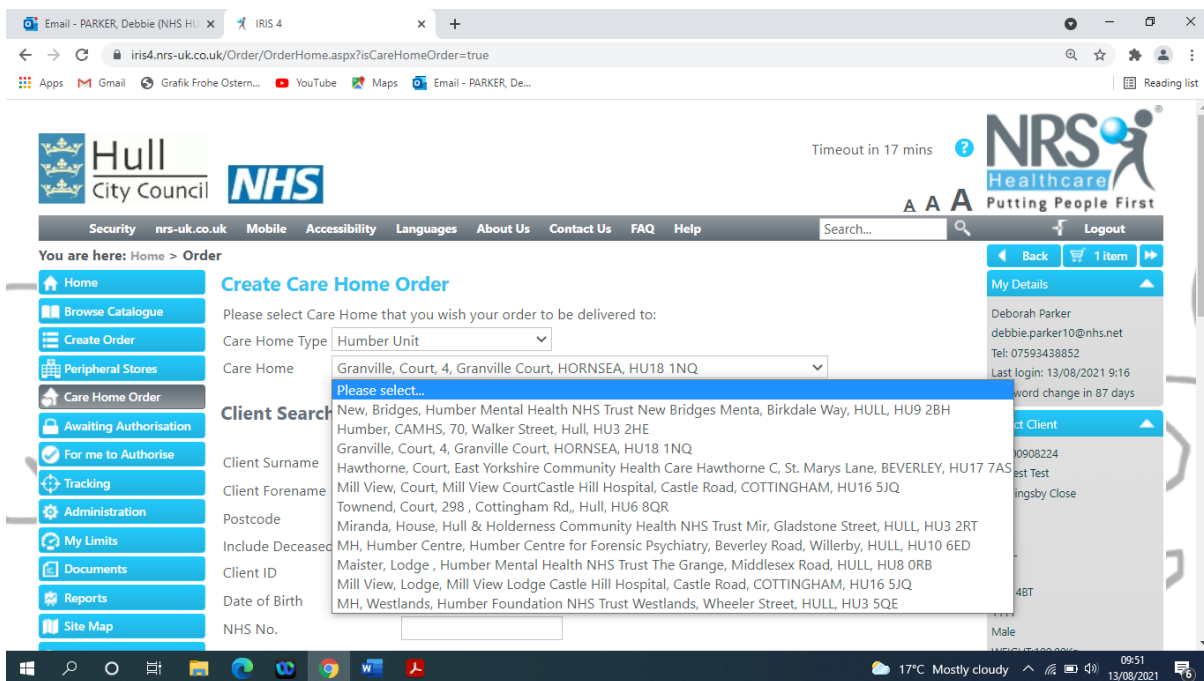 Email - PARKER, Debbie (NHS HU
IRIS 4
iris4.nrs-uk.co.uk/Order/OrderHome.aspx?isCareHomeOrder=true
Apps Gmail Grafik Frohe Ostern... YouTube Maps Email - PARKER, De... Reading list
Hull
City Council
NHS
Timeout in 17 mins ?
A A A
NRS
Healthcare
Putting People First
Security nrs-uk.co.uk Mobile Accessibility Languages About Us Contact Us FAQ Help Search... Logout
You are here: Home > Order
Back 1 item
Home
Browse Catalogue
Create Order
Peripheral Stores
Care Home Order
Awaiting Authorisation
For me to Authorise
Tracking
Administration
My Limits
Documents
Reports
Site Map
Create Care Home Order
Please select Care Home that you wish your order to be delivered to:
Care Home Type Humber Unit
Care Home Granville, Court, 4, Granville Court, HORNSEA, HU18 1NQ
Please select...
New, Bridges, Humber Mental Health NHS Trust New Bridges Menta, Birkdale Way, HULL, HU9 2BH
Humber, CAMHS, 70, Walker Street, Hull, HU3 2HE
Granville, Court, 4, Granville Court, HORNSEA, HU18 1NQ
Hawthorne, Court, East Yorkshire Community Health Care Hawthorne C, St. Marys Lane, BEVERLEY, HU17 7AS
Mill View, Court, Mill View CourtCastle Hill Hospital, Castle Road, COTTINGHAM, HU16 5JQ
Townend, Court, 298 , Cottingham Rd,, Hull, HU6 8QR
Miranda, House, Hull & Holderness Community Health NHS Trust Mir, Gladstone Street, HULL, HU3 2RT
MH, Humber Centre, Humber Centre for Forensic Psychiatry, Beverley Road, Willerby, HULL, HU10 6ED
Maister, Lodge , Humber Mental Health NHS Trust The Grange, Middlesex Road, HULL, HU8 0RB
Mill View, Lodge, Mill View Lodge Castle Hill Hospital, Castle Road, COTTINGHAM, HU16 5JQ
MH, Westlands, Humber Foundation NHS Trust Westlands, Wheeler Street, HULL, HU3 5QE
Client Search
Client Surname
Client Forename
Postcode
Include Deceased
Client ID
Date of Birth
NHS No.
My Details
Deborah Parker
debbie.parker10@nhs.net
Tel: 07593438852
Last login: 13/08/2021 9:16
word change in 87 days
ct Client
00908224
est Test
ingsby Close
4BT
Male
17°C Mostly cloudy
09:51
13/08/2021
6